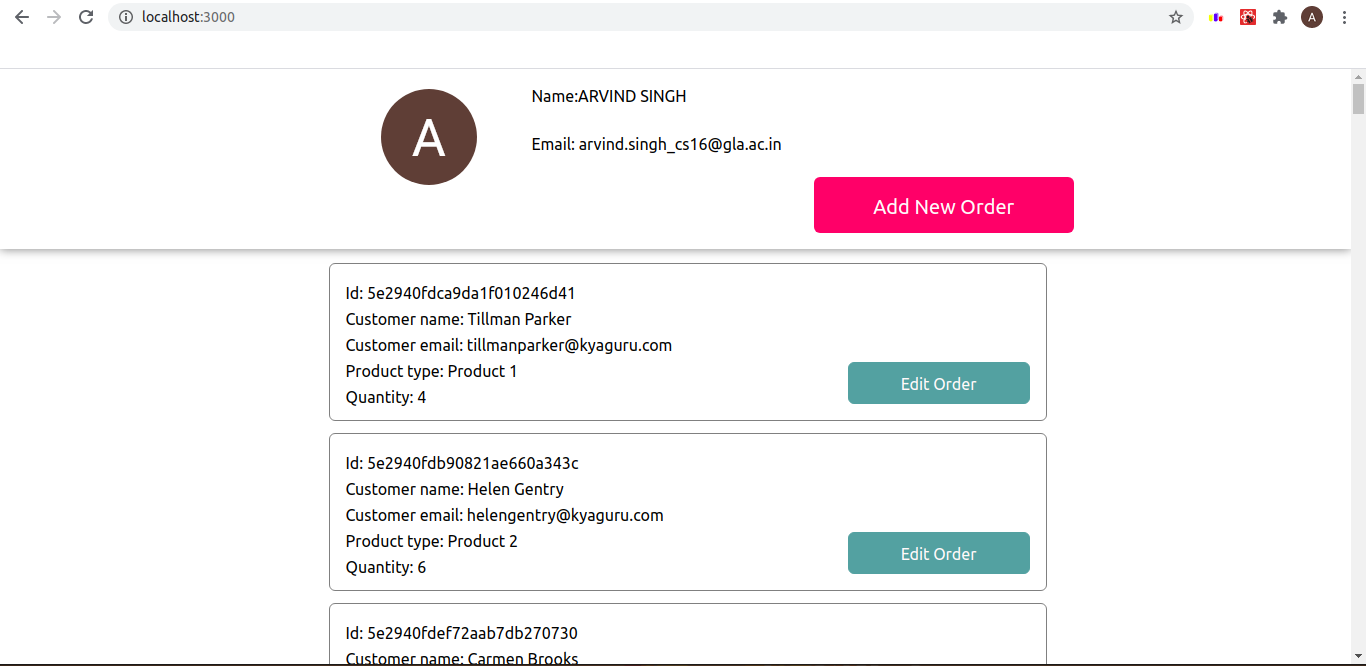 localhost:3000
A
A
Name:ARVIND SINGH
Email: arvind.singh_cs16@gla.ac.in
Add New Order
Id: 5e2940fdca9da1f010246d41
Customer name: Tillman Parker
Customer email: tillmanparker@kyaguru.com
Product type: Product 1
Quantity: 4
Edit Order
Id: 5e2940fdb90821ae660a343c
Customer name: Helen Gentry
Customer email: helengentry@kyaguru.com
Product type: Product 2
Quantity: 6
Edit Order
Id: 5e2940fdef72aab7db270730
Customer name: Carmen Brooks